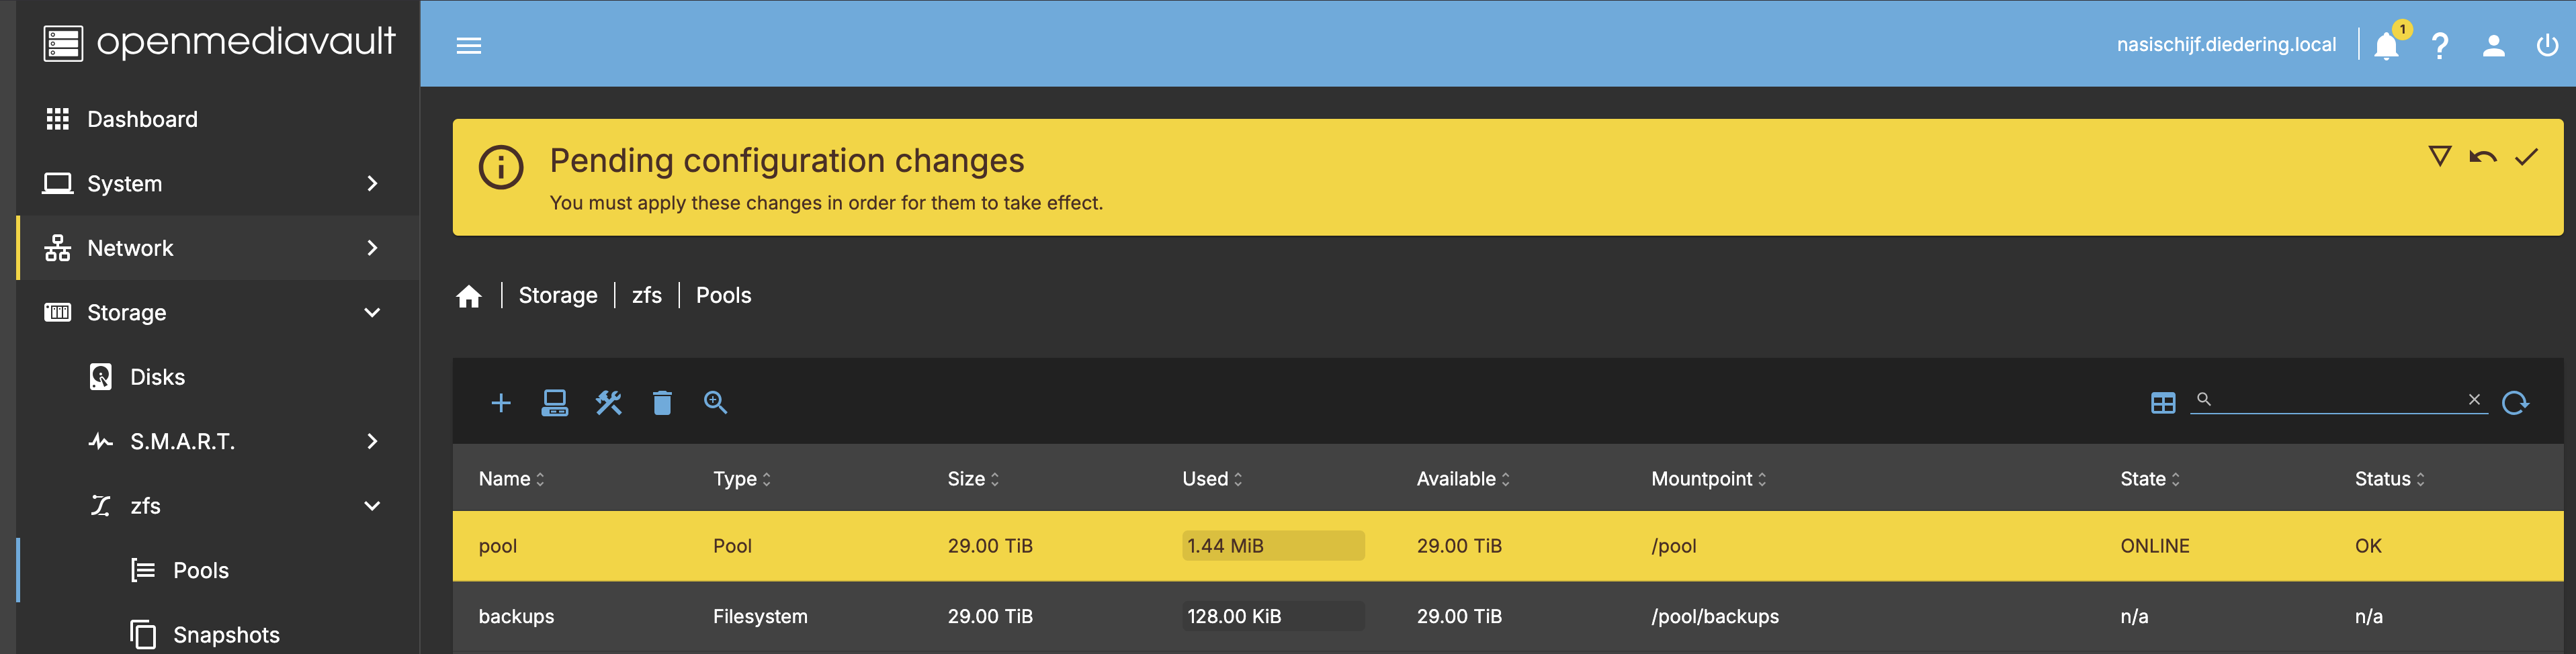 openmediavault
nasischijf.diedering.local
1
Dashboard
System
Network
Storage
Disks
S.M.A.R.T.
zfs
Pools
Snapshots
Pending configuration changes
You must apply these changes in order for them to take effect.
Storage | zfs | Pools
Name Type Size Used Available Mountpoint State Status
pool Pool 29.00 TiB 1.44 MiB 29.00 TiB /pool ONLINE OK
backups Filesystem 29.00 TiB 128.00 KiB 29.00 TiB /pool/backups n/a n/a